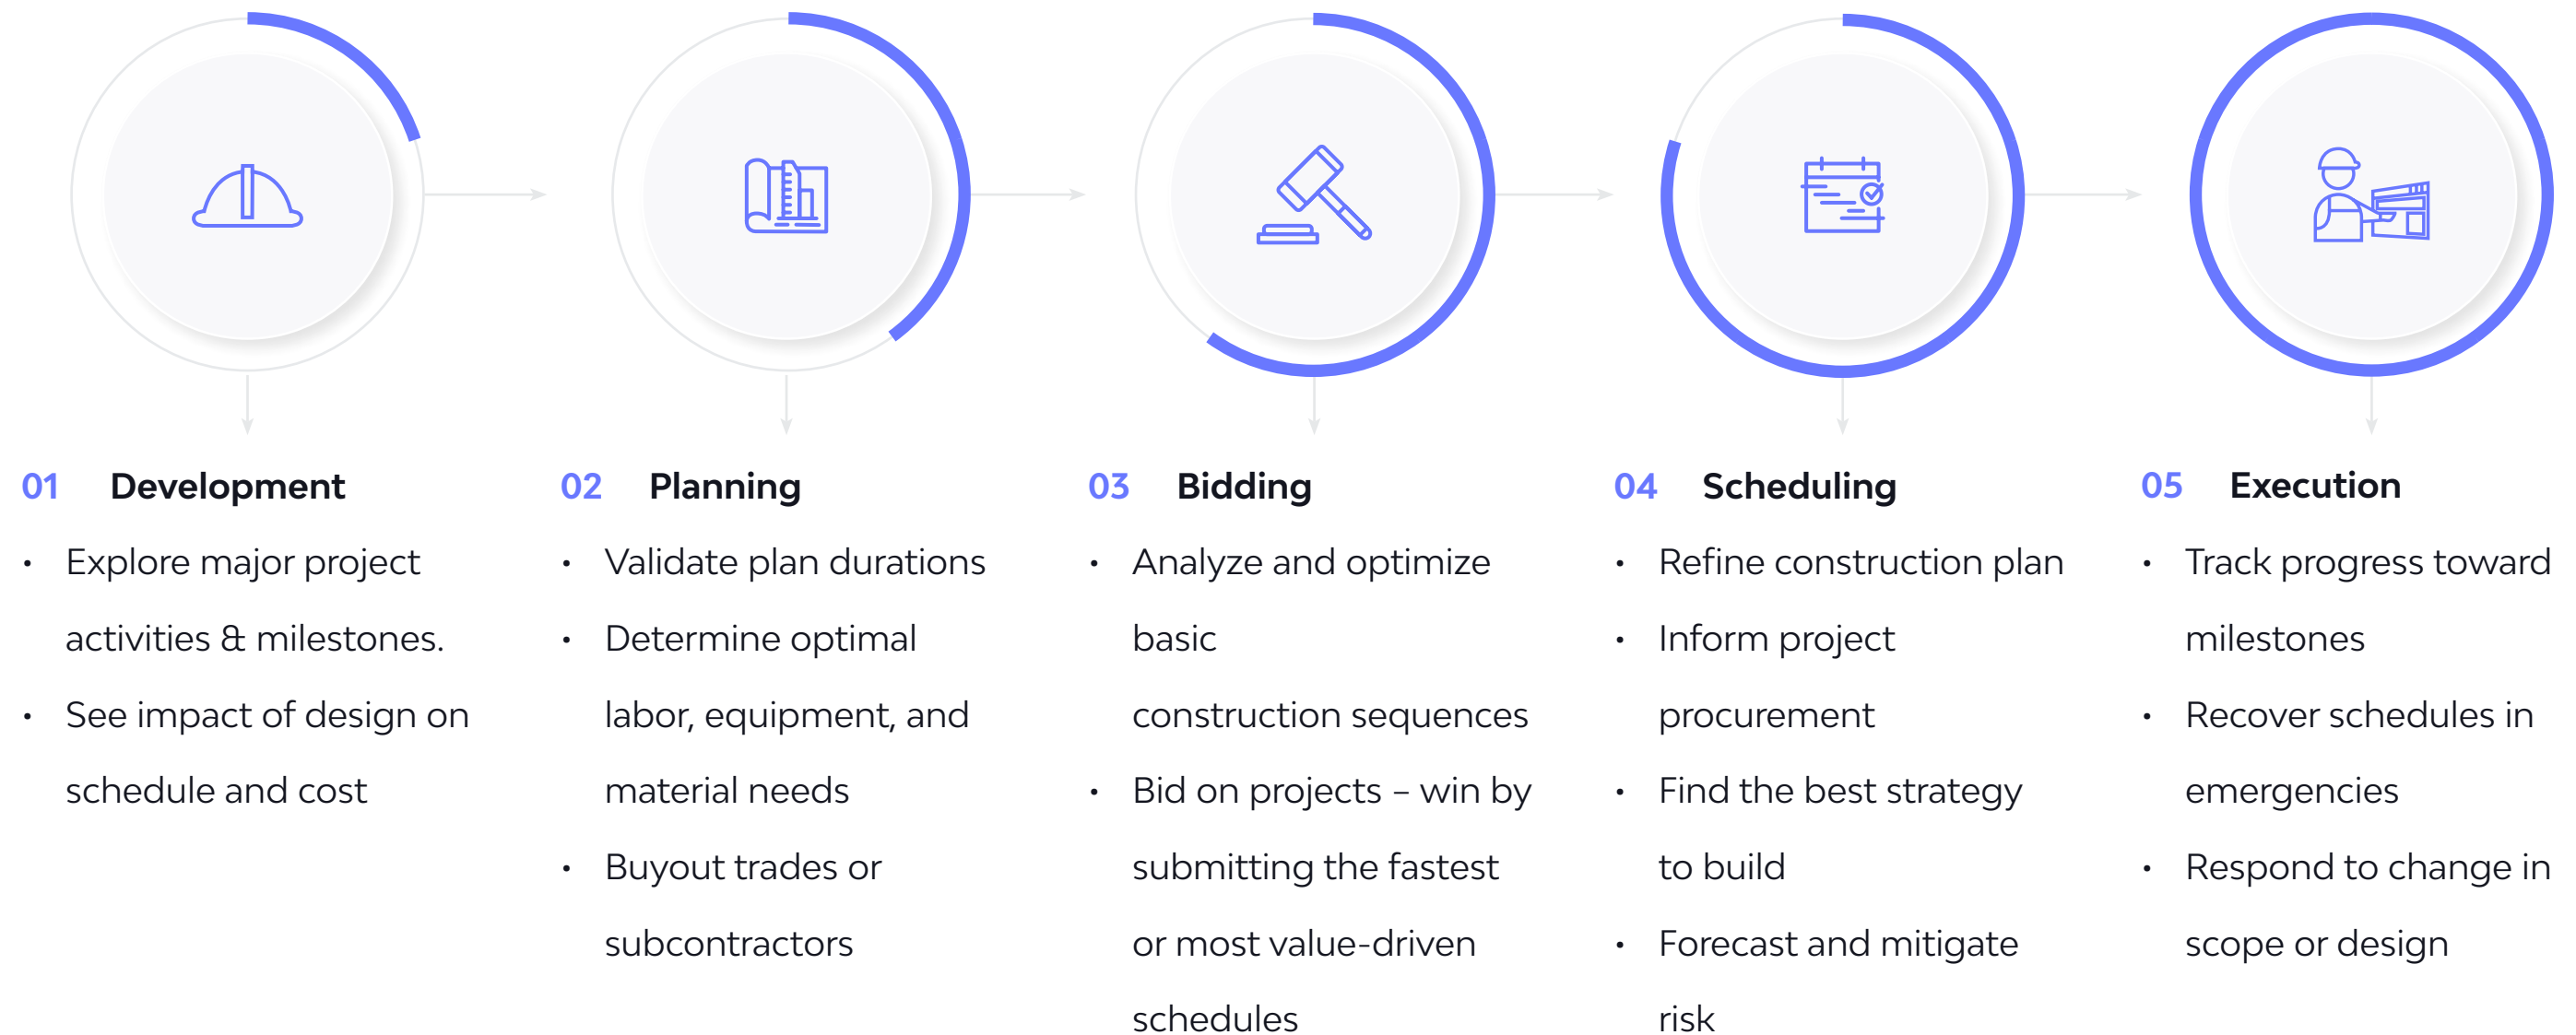 01 Development
• Explore major project
activities & milestones.
• See impact of design on
schedule and cost
02 Planning
• Validate plan durations
• Determine optimal
labor, equipment, and
material needs
• Buyout trades or
subcontractors
03 Bidding
• Analyze and optimize
basic
construction sequences
• Bid on projects – win by
submitting the fastest
or most value-driven
schedules
04 Scheduling
• Refine construction plan
• Inform project
procurement
• Find the best strategy
to build
• Forecast and mitigate
risk
05 Execution
• Track progress toward
milestones
• Recover schedules in
emergencies
• Respond to change in
scope or design